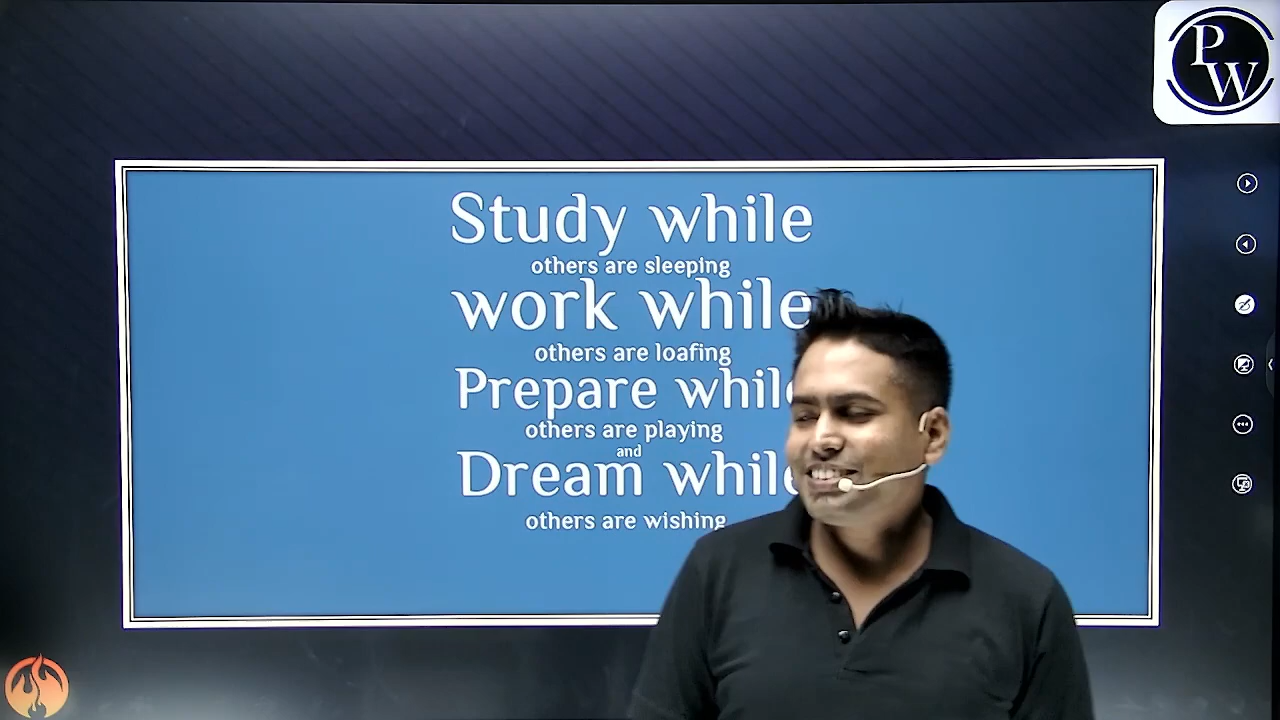 PW
Study while
others are sleeping
work while
others are loafing
Prepare while
others are playing
and
Dream while
others are wishing